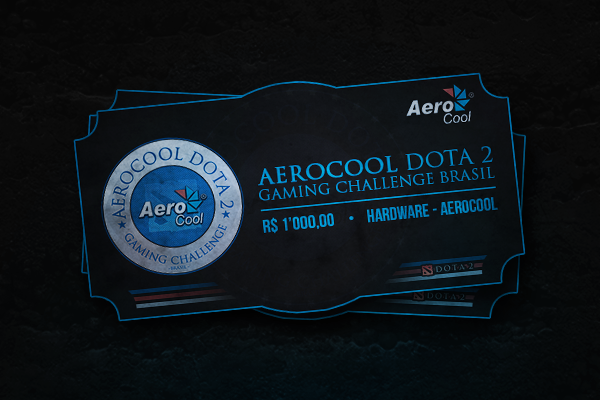 Aero
Cool
AEROCOOL DOTA 2
GAMING CHALLENGE
BRASIL
Aero
Cool
AEROCOOL DOTA 2
GAMING CHALLENGE BRASIL
R$ 1'000,00 • HARDWARE - AEROCOOL
DOTA 2
DOTA 2